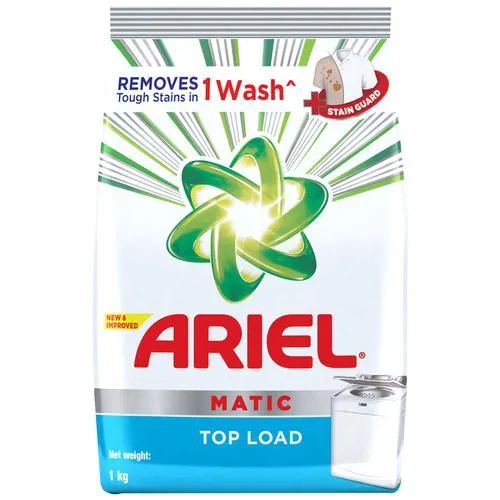 REMOVES
Tough Stains in 1 Wash^
STAIN GUARD
NEW &
IMPROVED
ARIEL®
MATIC
TOP LOAD
Net weight:
1 kg